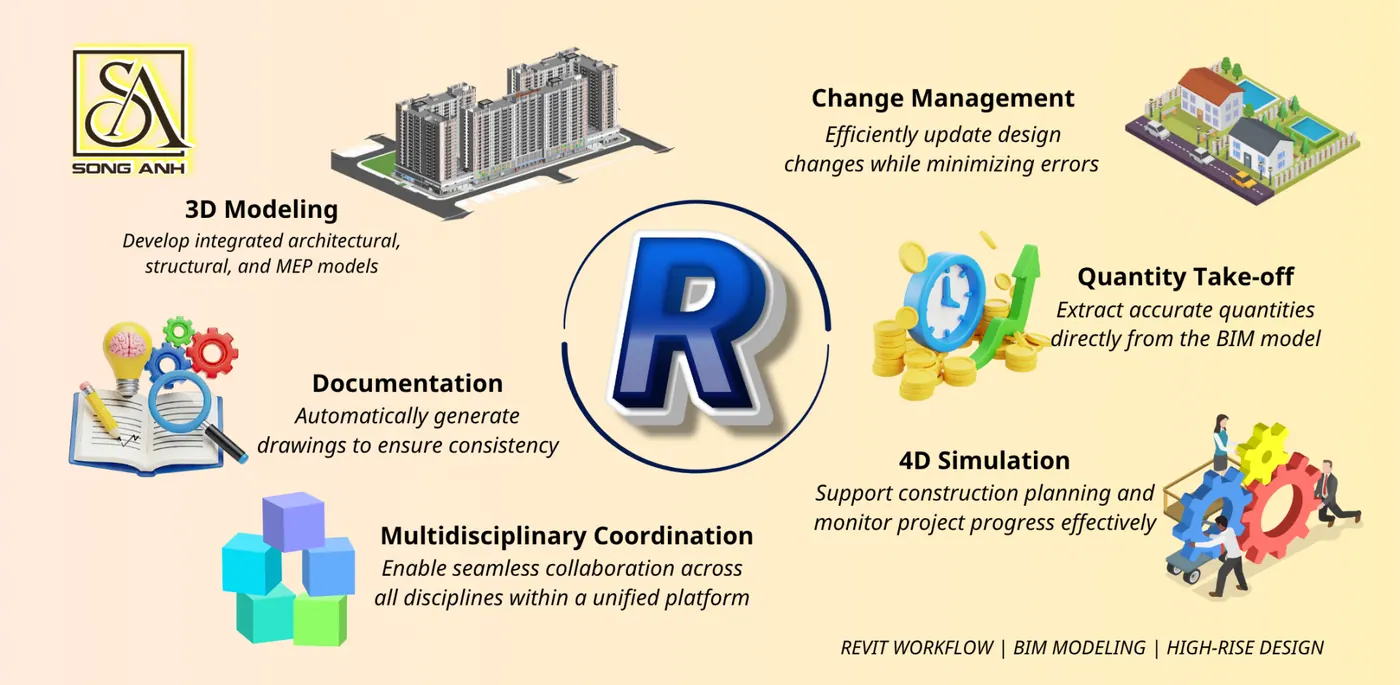 SA
SONG ANH
3D Modeling
Develop integrated architectural,
structural, and MEP models
Documentation
Automatically generate
drawings to ensure consistency
Multidisciplinary Coordination
Enable seamless collaboration across
all disciplines within a unified platform
R
Change Management
Efficiently update design
changes while minimizing errors
Quantity Take-off
Extract accurate quantities
directly from the BIM model
4D Simulation
Support construction planning and
monitor project progress effectively
REVIT WORKFLOW | BIM MODELING | HIGH-RISE DESIGN